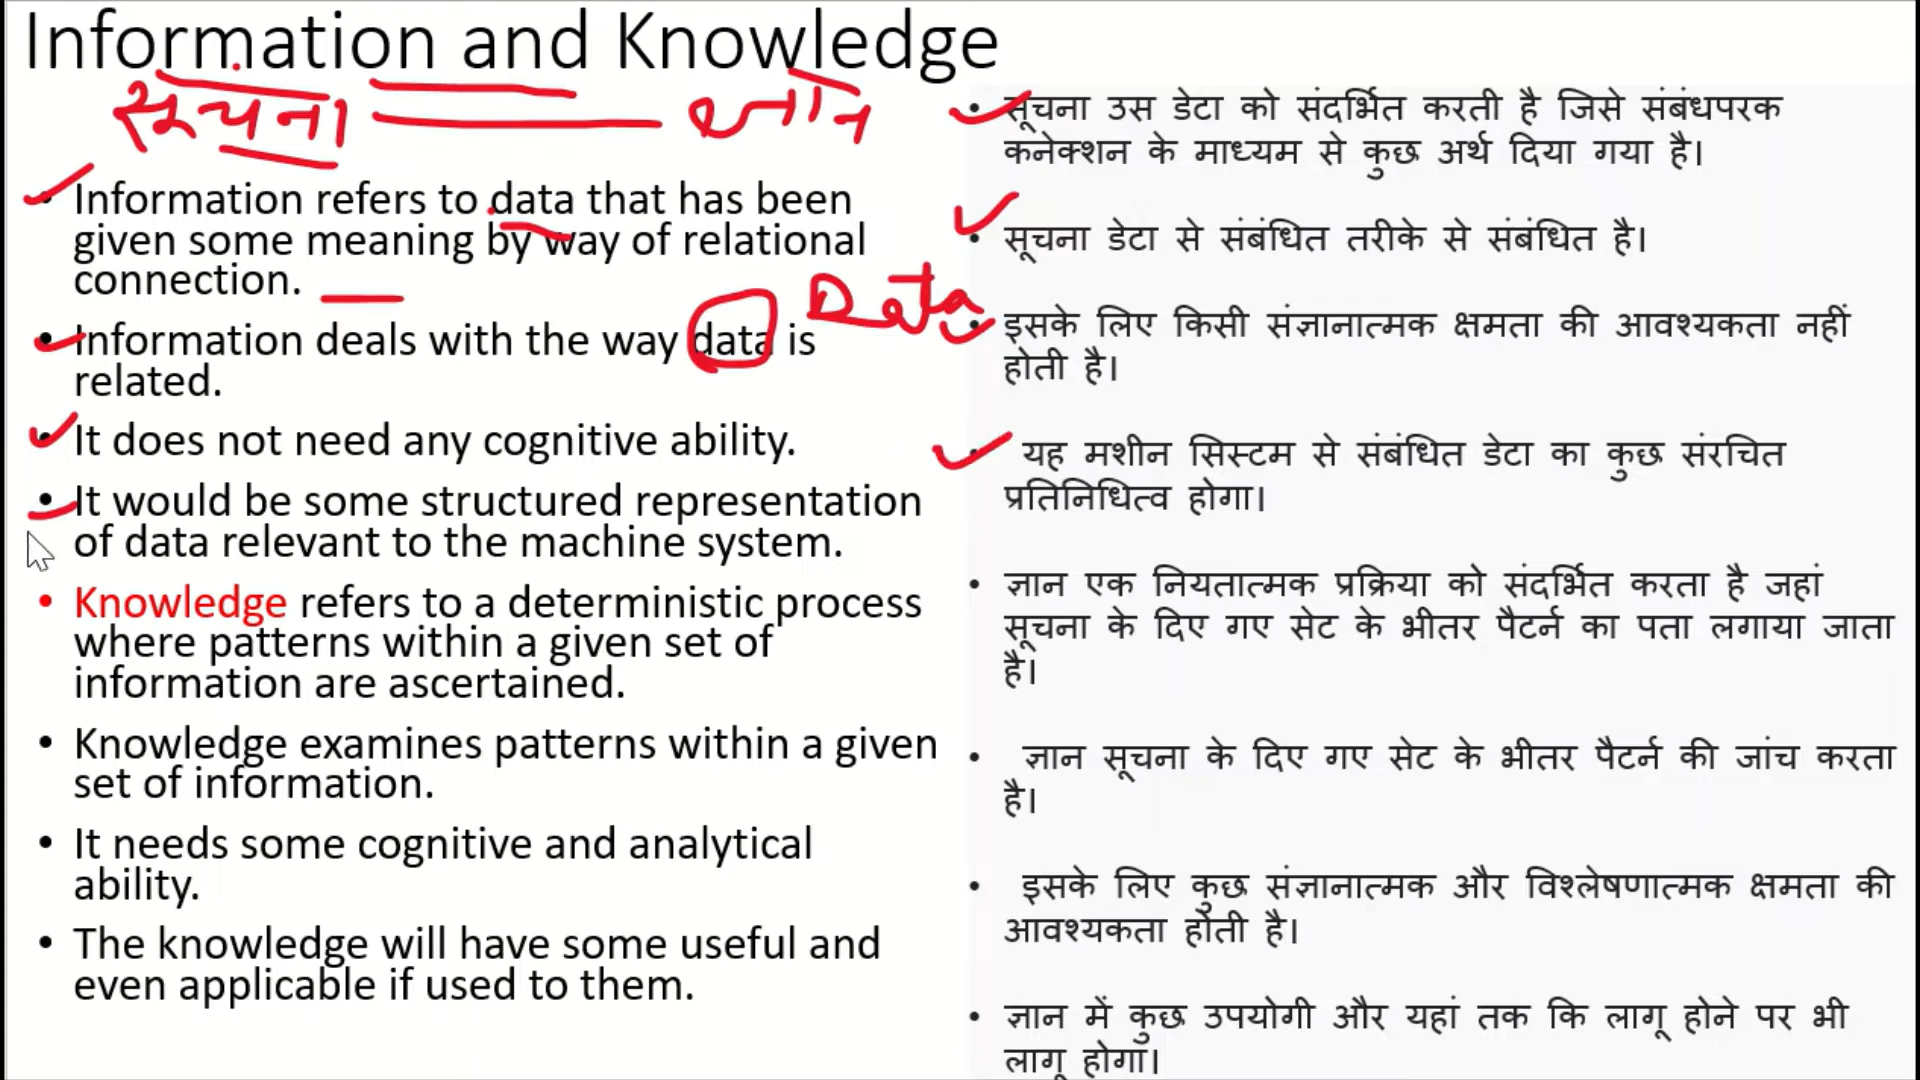 Information and Knowledge
सूचना ज्ञान
• Information refers to data that has been
given some meaning by way of relational
connection.
Data
• Information deals with the way data is
related.
• It does not need any cognitive ability.
• It would be some structured representation
of data relevant to the machine system.
• Knowledge refers to a deterministic process
where patterns within a given set of
information are ascertained.
• Knowledge examines patterns within a given
set of information.
• It needs some cognitive and analytical
ability.
• The knowledge will have some useful and
even applicable if used to them.
• सूचना उस डेटा को संदर्भित करती है जिसे संबंधपरक
कनेक्शन के माध्यम से कुछ अर्थ दिया गया है।
• सूचना डेटा से संबंधित तरीके से संबंधित है।
• इसके लिए किसी संज्ञानात्मक क्षमता की आवश्यकता नहीं
होती है।
• यह मशीन सिस्टम से संबंधित डेटा का कुछ संरचित
प्रतिनिधित्व होगा।
• ज्ञान एक नियतात्मक प्रक्रिया को संदर्भित करता है जहां
सूचना के दिए गए सेट के भीतर पैटर्न का पता लगाया जाता
है।
• ज्ञान सूचना के दिए गए सेट के भीतर पैटर्न की जांच करता
है।
• इसके लिए कुछ संज्ञानात्मक और विश्लेषणात्मक क्षमता की
आवश्यकता होती है।
• ज्ञान में कुछ उपयोगी और यहां तक कि लागू होने पर भी
लागू होगा।